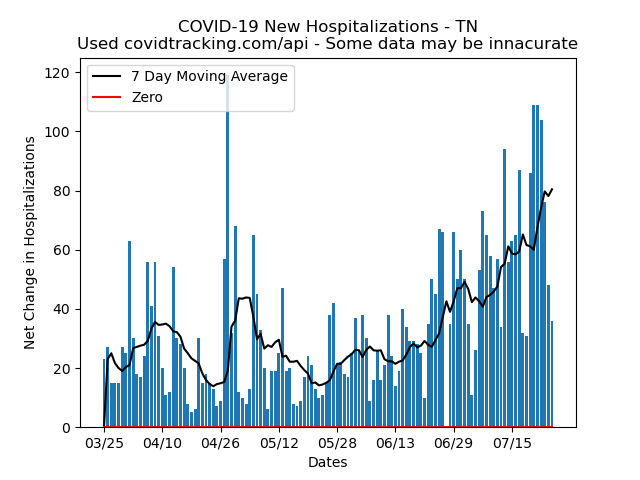 COVID-19 New Hospitalizations - TN
Used covidtracking.com/api - Some data may be innacurate
7 Day Moving Average
Zero
Net Change in Hospitalizations
120
100
80
60
40
20
0
03/25 04/10 04/26 05/12 05/28 06/13 06/29 07/15
Dates